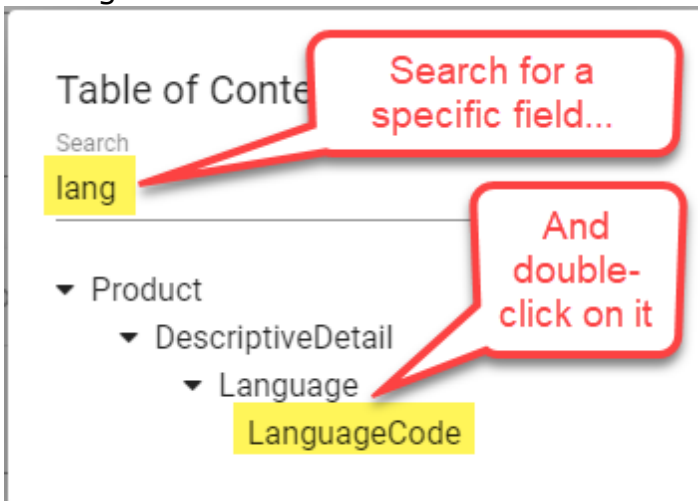 Table of Conte
Search for a
specific field...
Search
lang
And
double-
click on it
Product
DescriptiveDetail
Language
LanguageCode